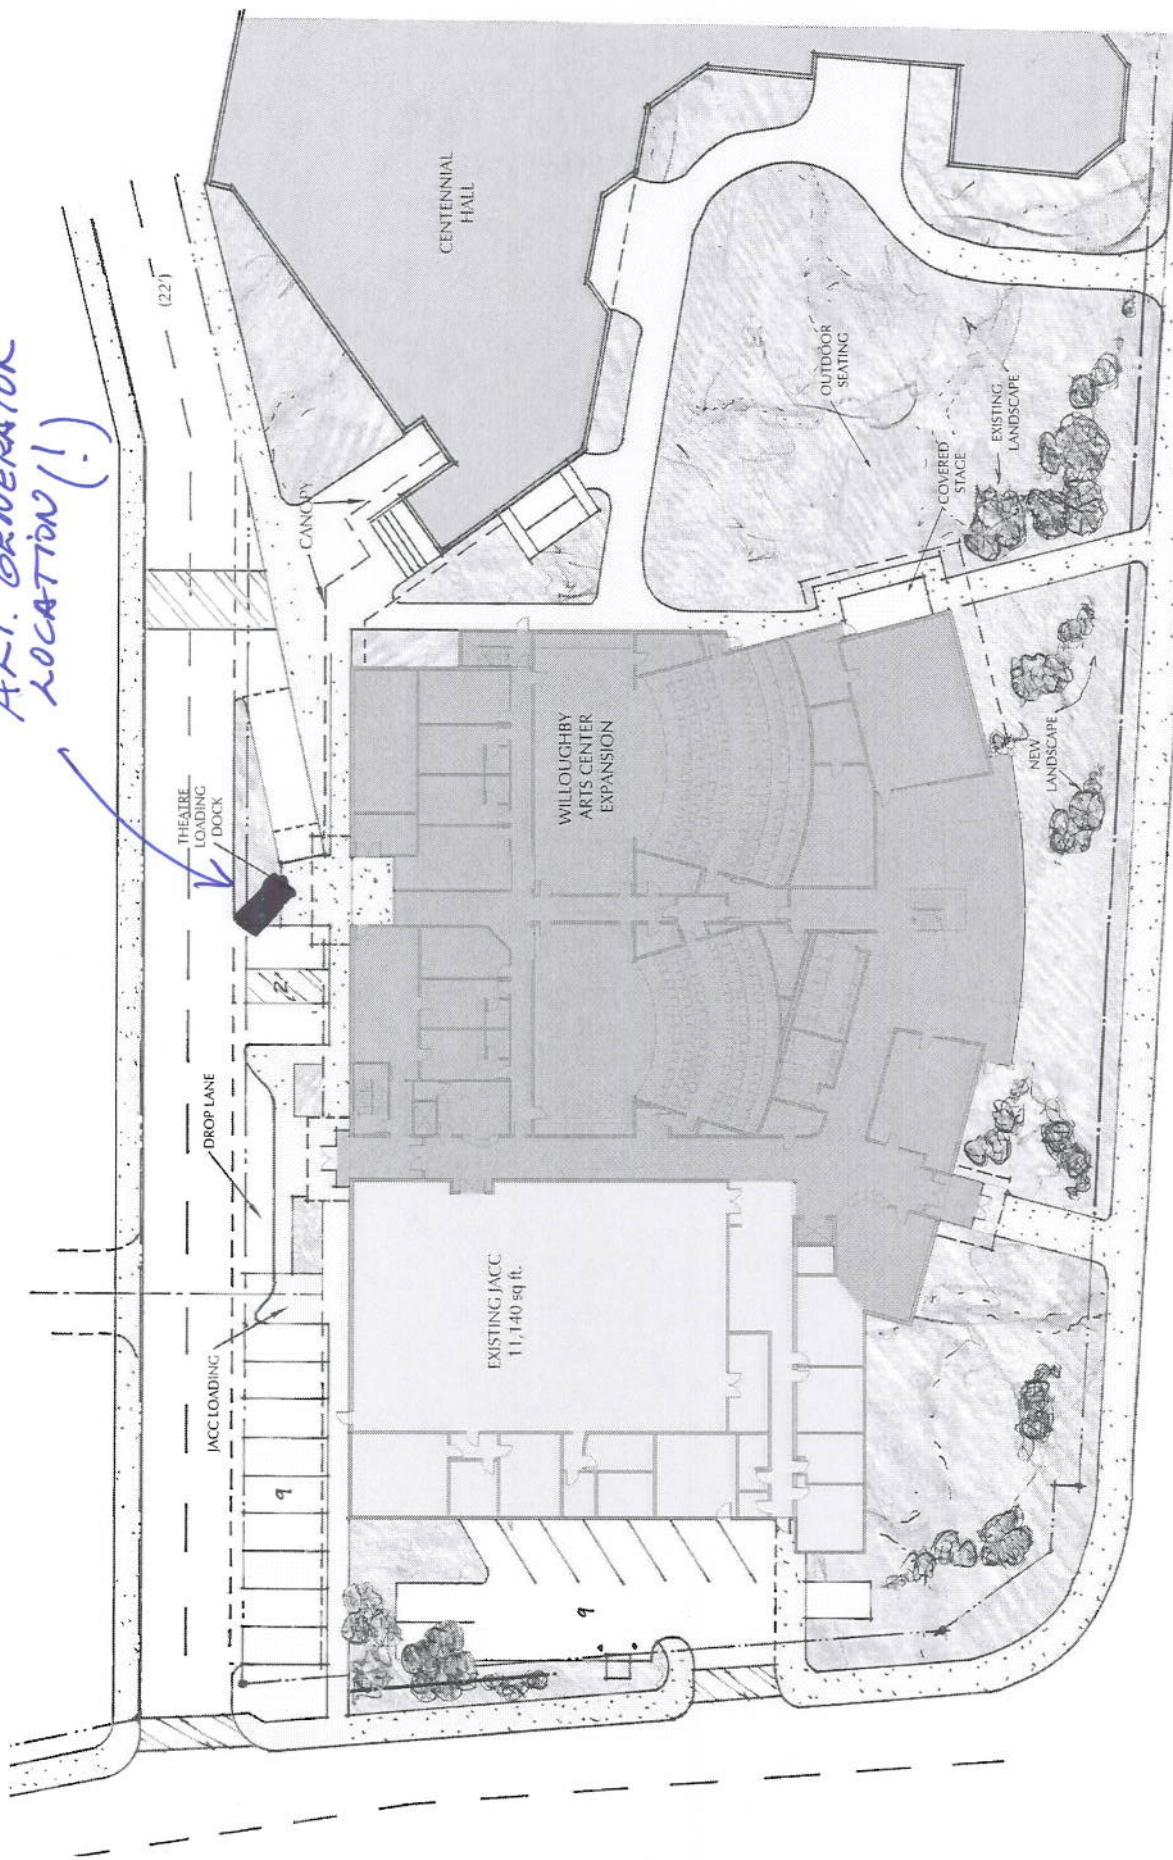 ALT. GENERATOR
LOCATION (!)
(22')
CENTENNIAL
HALL
CANOPY
THEATRE
LOADING
DOCK
2'
DROP LANE
JACC LOADING
9
OUTDOOR
SEATING
COVERED
STAGE
EXISTING
LANDSCAPE
NEW
LANDSCAPE
WILLOUGHBY
ARTS CENTER
EXPANSION
EXISTING JACC
11,140 sq ft.
9